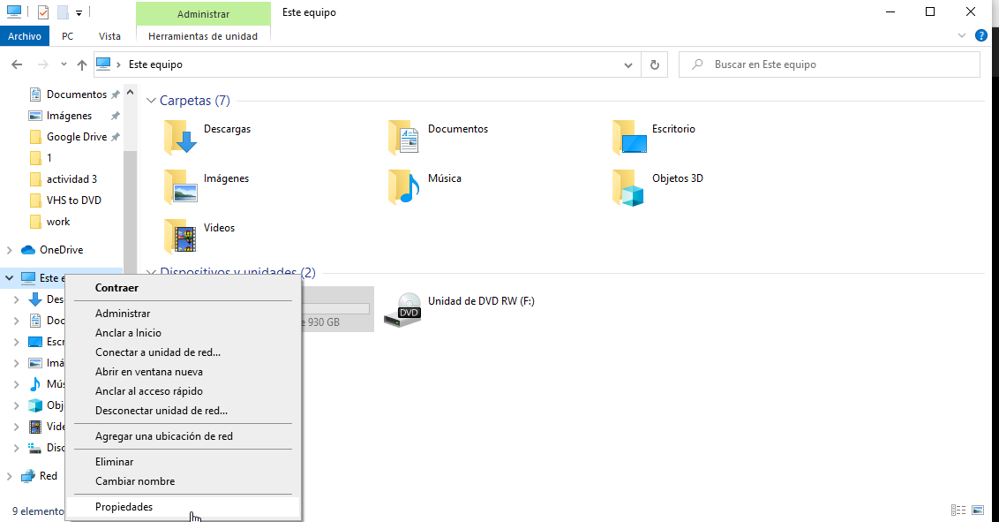 Administrar
Este equipo
Archivo
PC
Vista
Herramientas de unidad
?
Este equipo
Buscar en Este equipo
Documentos
Imágenes
Google Drive
1
actividad 3
VHS to DVD
work
OneDrive
Este e
Des
Doc
Escr
Imá
Mús
Obj
Vide
Disc
Red
9 elemento
Carpetas (7)
Descargas
Documentos
Escritorio
Imágenes
Música
Objetos 3D
Videos
Dispositivos y unidades (2)
e 930 GB
DVD
Unidad de DVD RW (F:)
Contraer
Administrar
Anclar a Inicio
Conectar a unidad de red...
Abrir en ventana nueva
Anclar al acceso rápido
Desconectar unidad de red...
Agregar una ubicación de red
Eliminar
Cambiar nombre
Propiedades